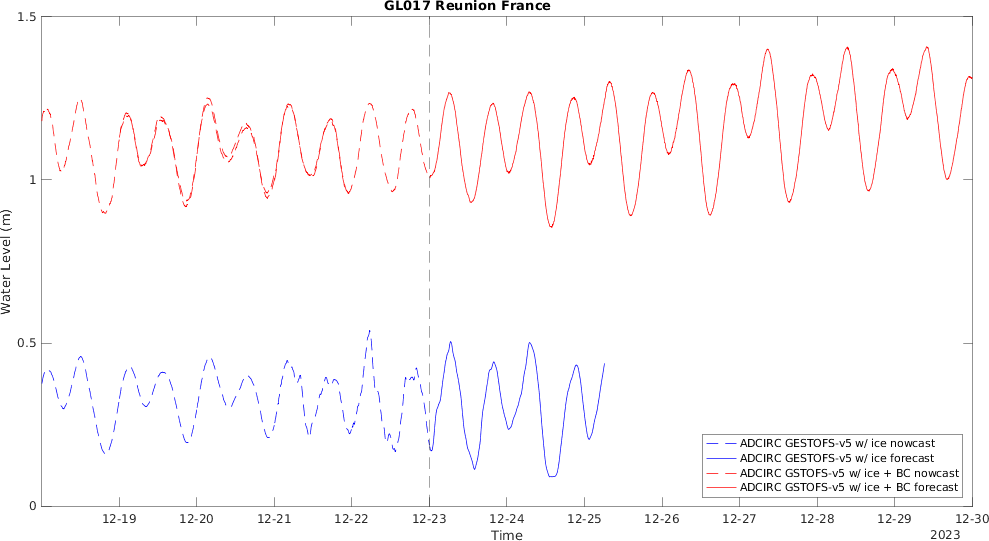 GL017 Reunion France
1.5
1
0.5
0
Water Level (m)
12-19 12-20 12-21 12-22 12-23 12-24 12-25 12-26 12-27 12-28 12-29 12-30
Time
2023
ADCIRC GESTOFS-v5 w/ ice nowcast
ADCIRC GESTOFS-v5 w/ ice forecast
ADCIRC GSTOFS-v5 w/ ice + BC nowcast
ADCIRC GSTOFS-v5 w/ ice + BC forecast